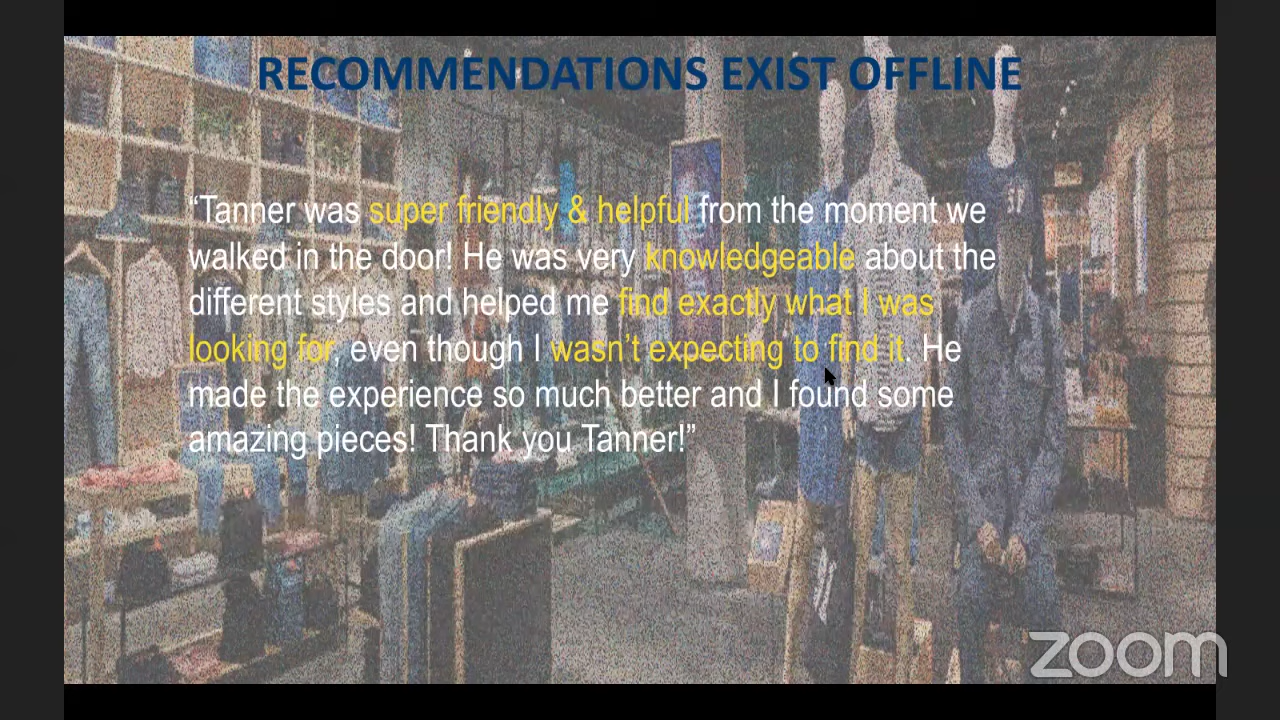 RECOMMENDATIONS EXIST OFFLINE
“Tanner was super friendly & helpful from the moment we
walked in the door! He was very knowledgeable about the
different styles and helped me find exactly what I was
looking for, even though I wasn’t expecting to find it. He
made the experience so much better and I found some
amazing pieces! Thank you Tanner!”
zoom